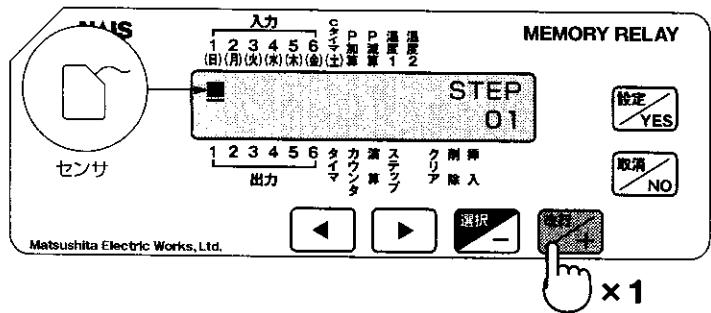 NAiS
入力
MEMORY RELAY
1 2 3 4 5 6 Cタイマ P加算 P減算 温度1 温度2
(日)(月)(火)(水)(木)(金)(土)
STEP
01
設定
YES
センサ
1 2 3 4 5 6 タイマ カウンタ 演算 ステップ クリア 削除 挿入
出力
取消
NO
◀ ▶ 選択 −
+
Matsushita Electric Works, Ltd.
×1